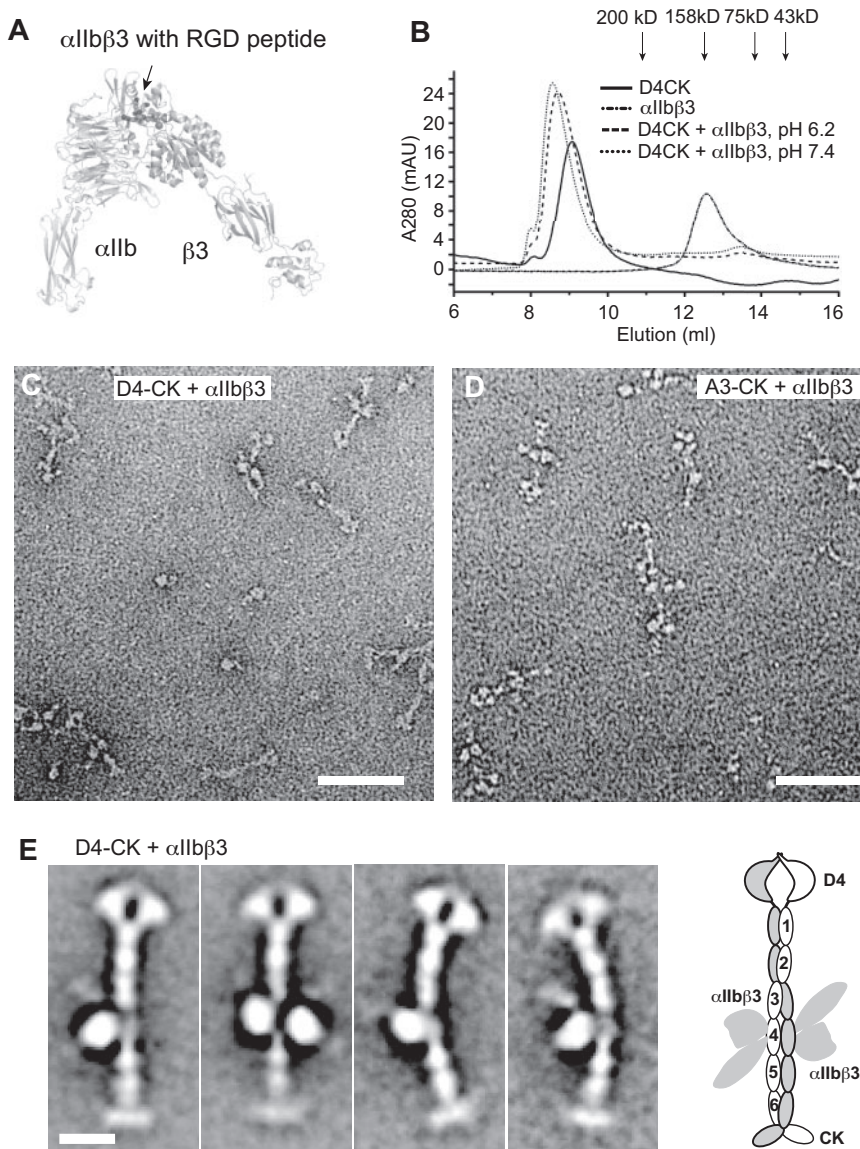 A
αIIbβ3 with RGD peptide
αIIb
β3
B
200 kD 158kD 75kD 43kD
A280 (mAU)
24
20
16
12
8
4
0
D4CK
αIIbβ3
D4CK + αIIbβ3, pH 6.2
D4CK + αIIbβ3, pH 7.4
6 8 10 12 14 16
Elution (ml)
C
D4-CK + αIIbβ3
D
A3-CK + αIIbβ3
E
D4-CK + αIIbβ3
D4
1
2
αIIbβ3
3
4
αIIbβ3
5
6
CK